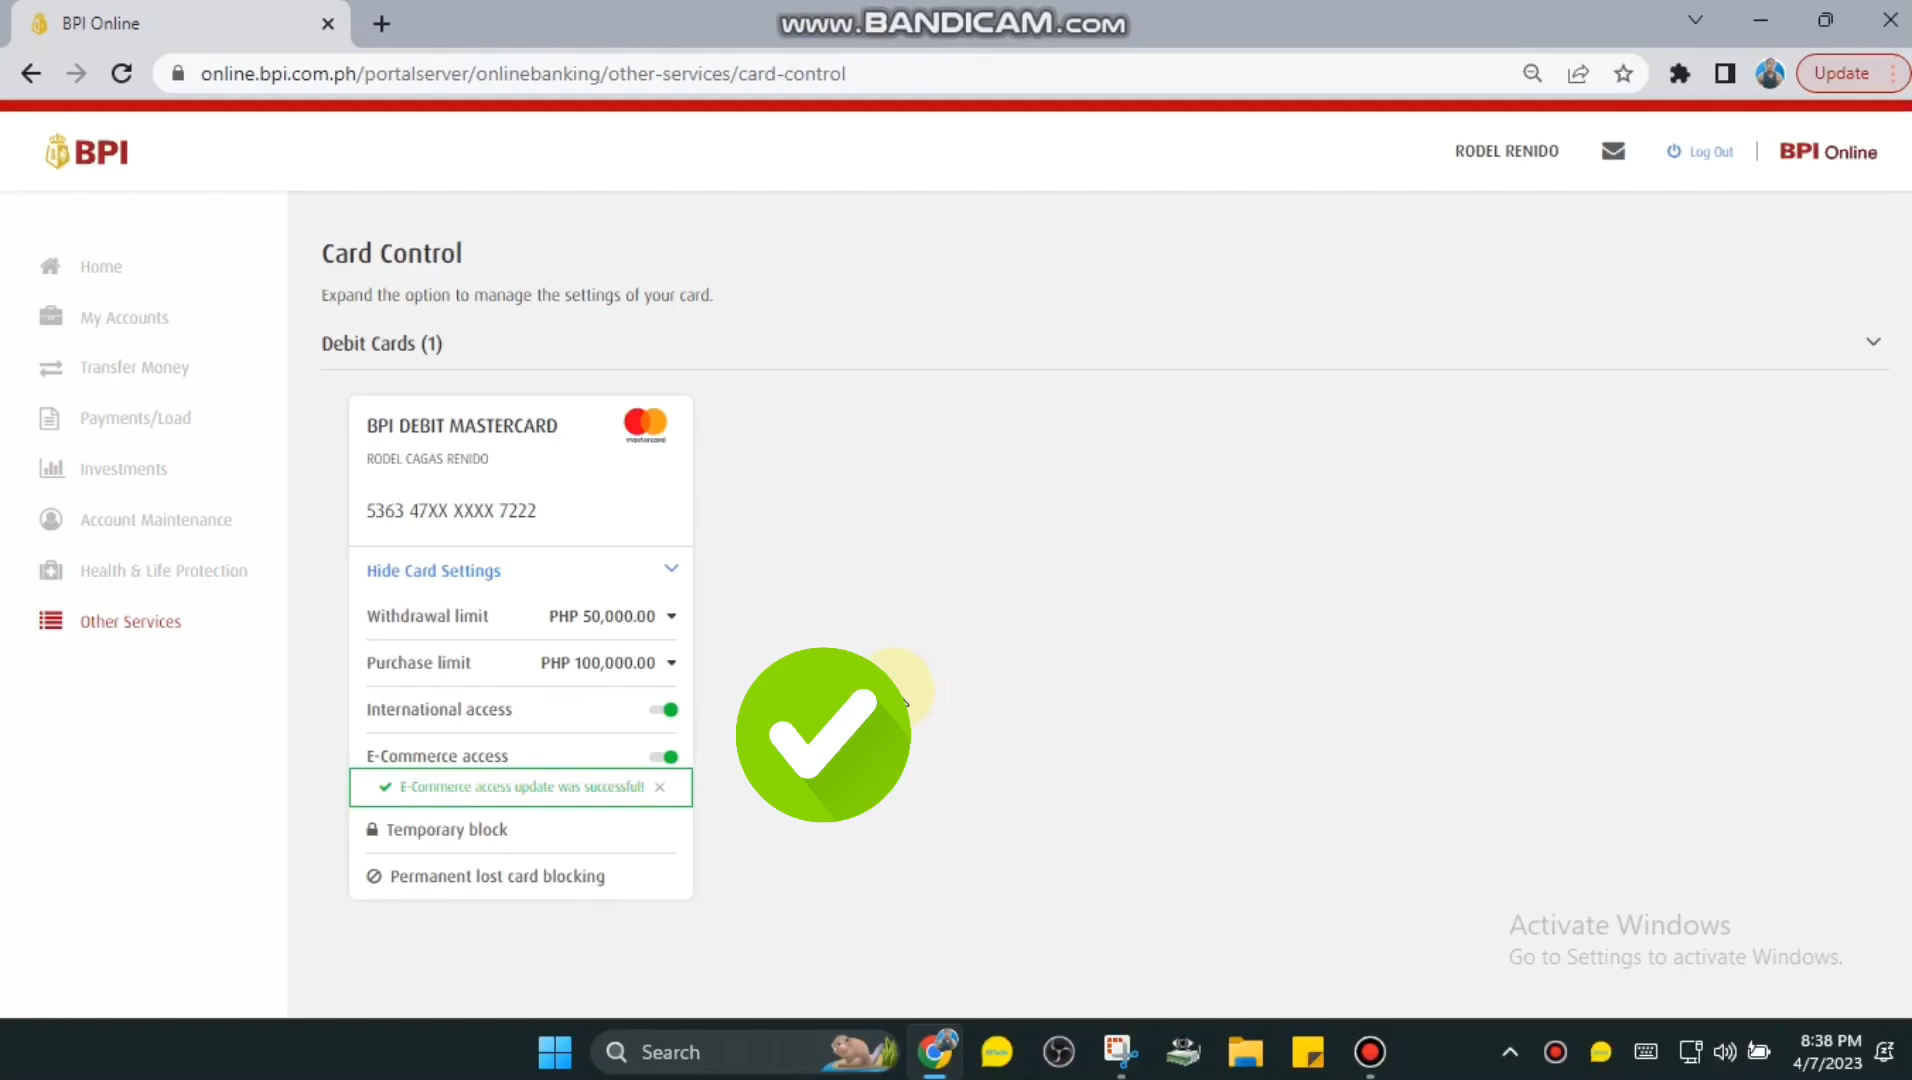 BPI Online
www.BANDICAM.com
online.bpi.com.ph/portalserver/onlinebanking/other-services/card-control
Update
BPI
RODEL RENIDO
Log Out
BPI Online
Home
My Accounts
Transfer Money
Payments/Load
Investments
Account Maintenance
Health & Life Protection
Other Services
Card Control
Expand the option to manage the settings of your card.
Debit Cards (1)
BPI DEBIT MASTERCARD
mastercard
RODEL CAGAS RENIDO
5363 47XX XXXX 7222
Hide Card Settings
Withdrawal limit PHP 50,000.00
Purchase limit PHP 100,000.00
International access
E-Commerce access
E-Commerce access update was successful!
Temporary block
Permanent lost card blocking
Activate Windows
Go to Settings to activate Windows.
Search
8:38 PM
4/7/2023